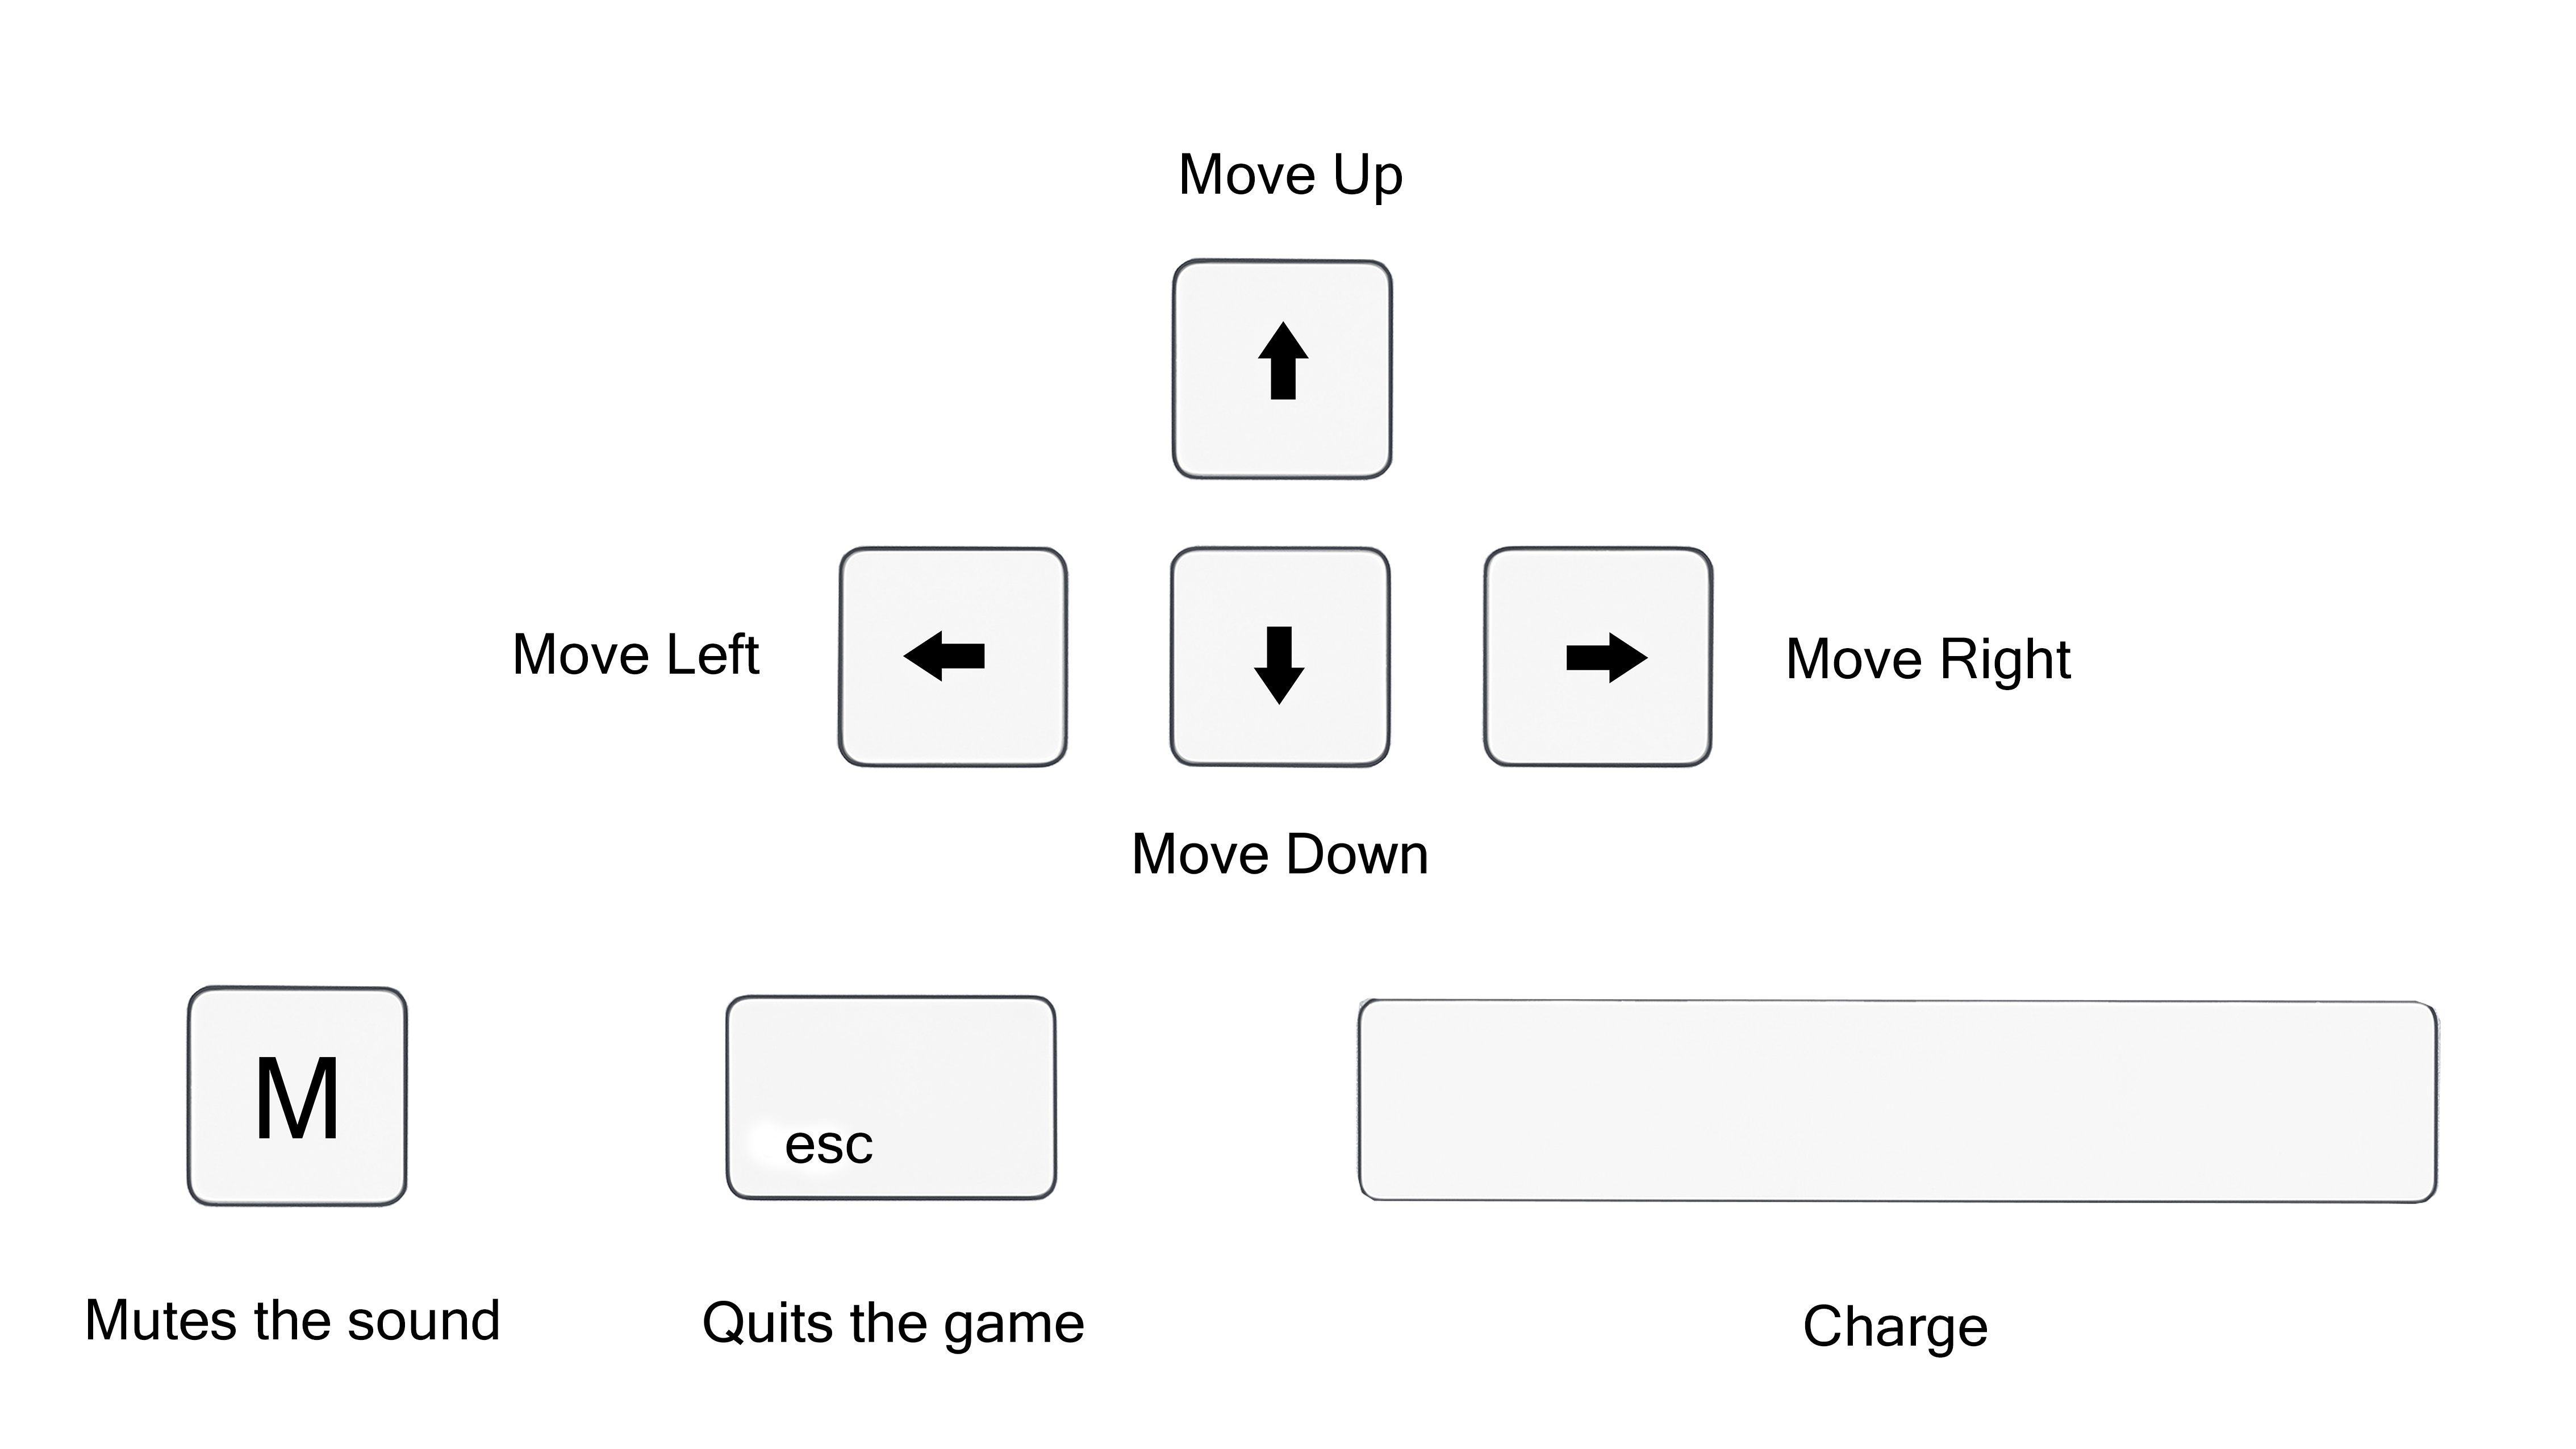 Move Up
Move Left
Move Right
Move Down
M
esc
Mutes the sound
Quits the game
Charge